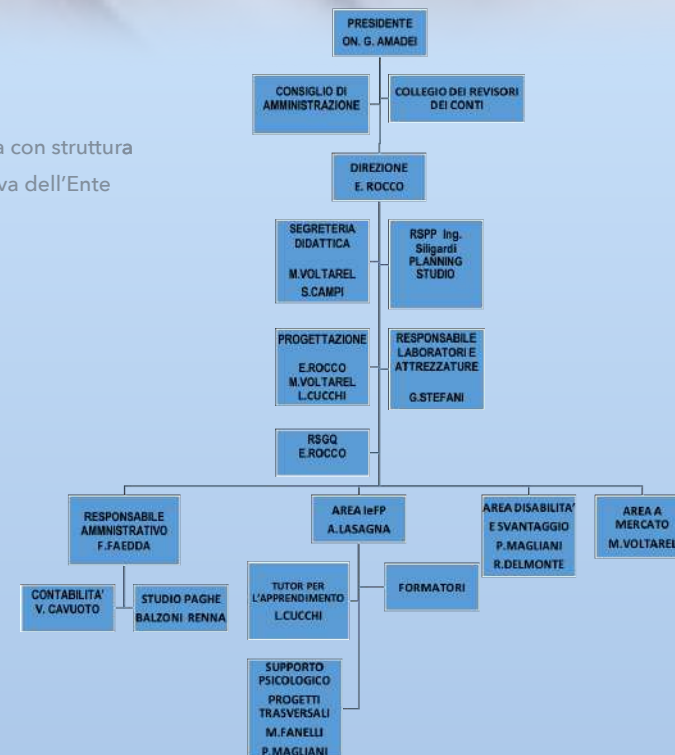 PRESIDENTE
ON. G. AMADEI
CONSIGLIO DI
AMMINISTRAZIONE
COLLEGIO DEI REVISORI
DEI CONTI
a con struttura
va dell'Ente
DIREZIONE
E. ROCCO
SEGRETERIA
DIDATTICA
M.VOLTAREL
S.CAMPI
RSPP Ing.
Siligardi
PLANNING
STUDIO
PROGETTAZIONE
E.ROCCO
M.VOLTAREL
L.CUCCHI
RESPONSABILE
LABORATORI E
ATTREZZATURE
G.STEFANI
RSGQ
E.ROCCO
RESPONSABILE
AMMNISTRATIVO
F.FAEDDA
AREA IeFP
A.LASAGNA
AREA DISABILITA'
E SVANTAGGIO
P.MAGLIANI
R.DELMONTE
AREA A
MERCATO
M.VOLTAREL
CONTABILITA'
V. CAVUOTO
STUDIO PAGHE
BALZONI RENNA
TUTOR PER
L'APPRENDIMENTO
L.CUCCHI
FORMATORI
SUPPORTO
PSICOLOGICO
PROGETTI
TRASVERSALI
M.FANELLI
P.MAGLIANI